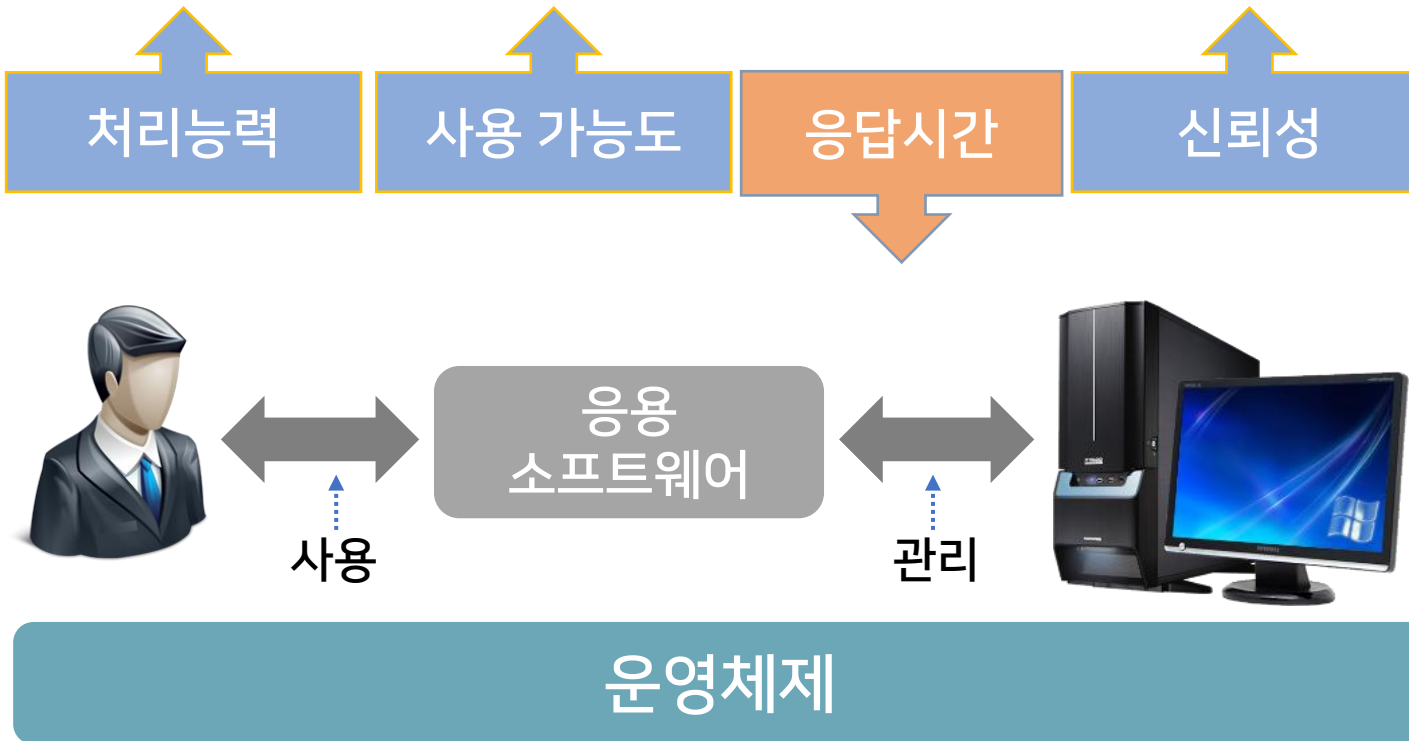 처리능력
사용 가능도
응답시간
신뢰성
응용
소프트웨어
사용
관리
운영체제